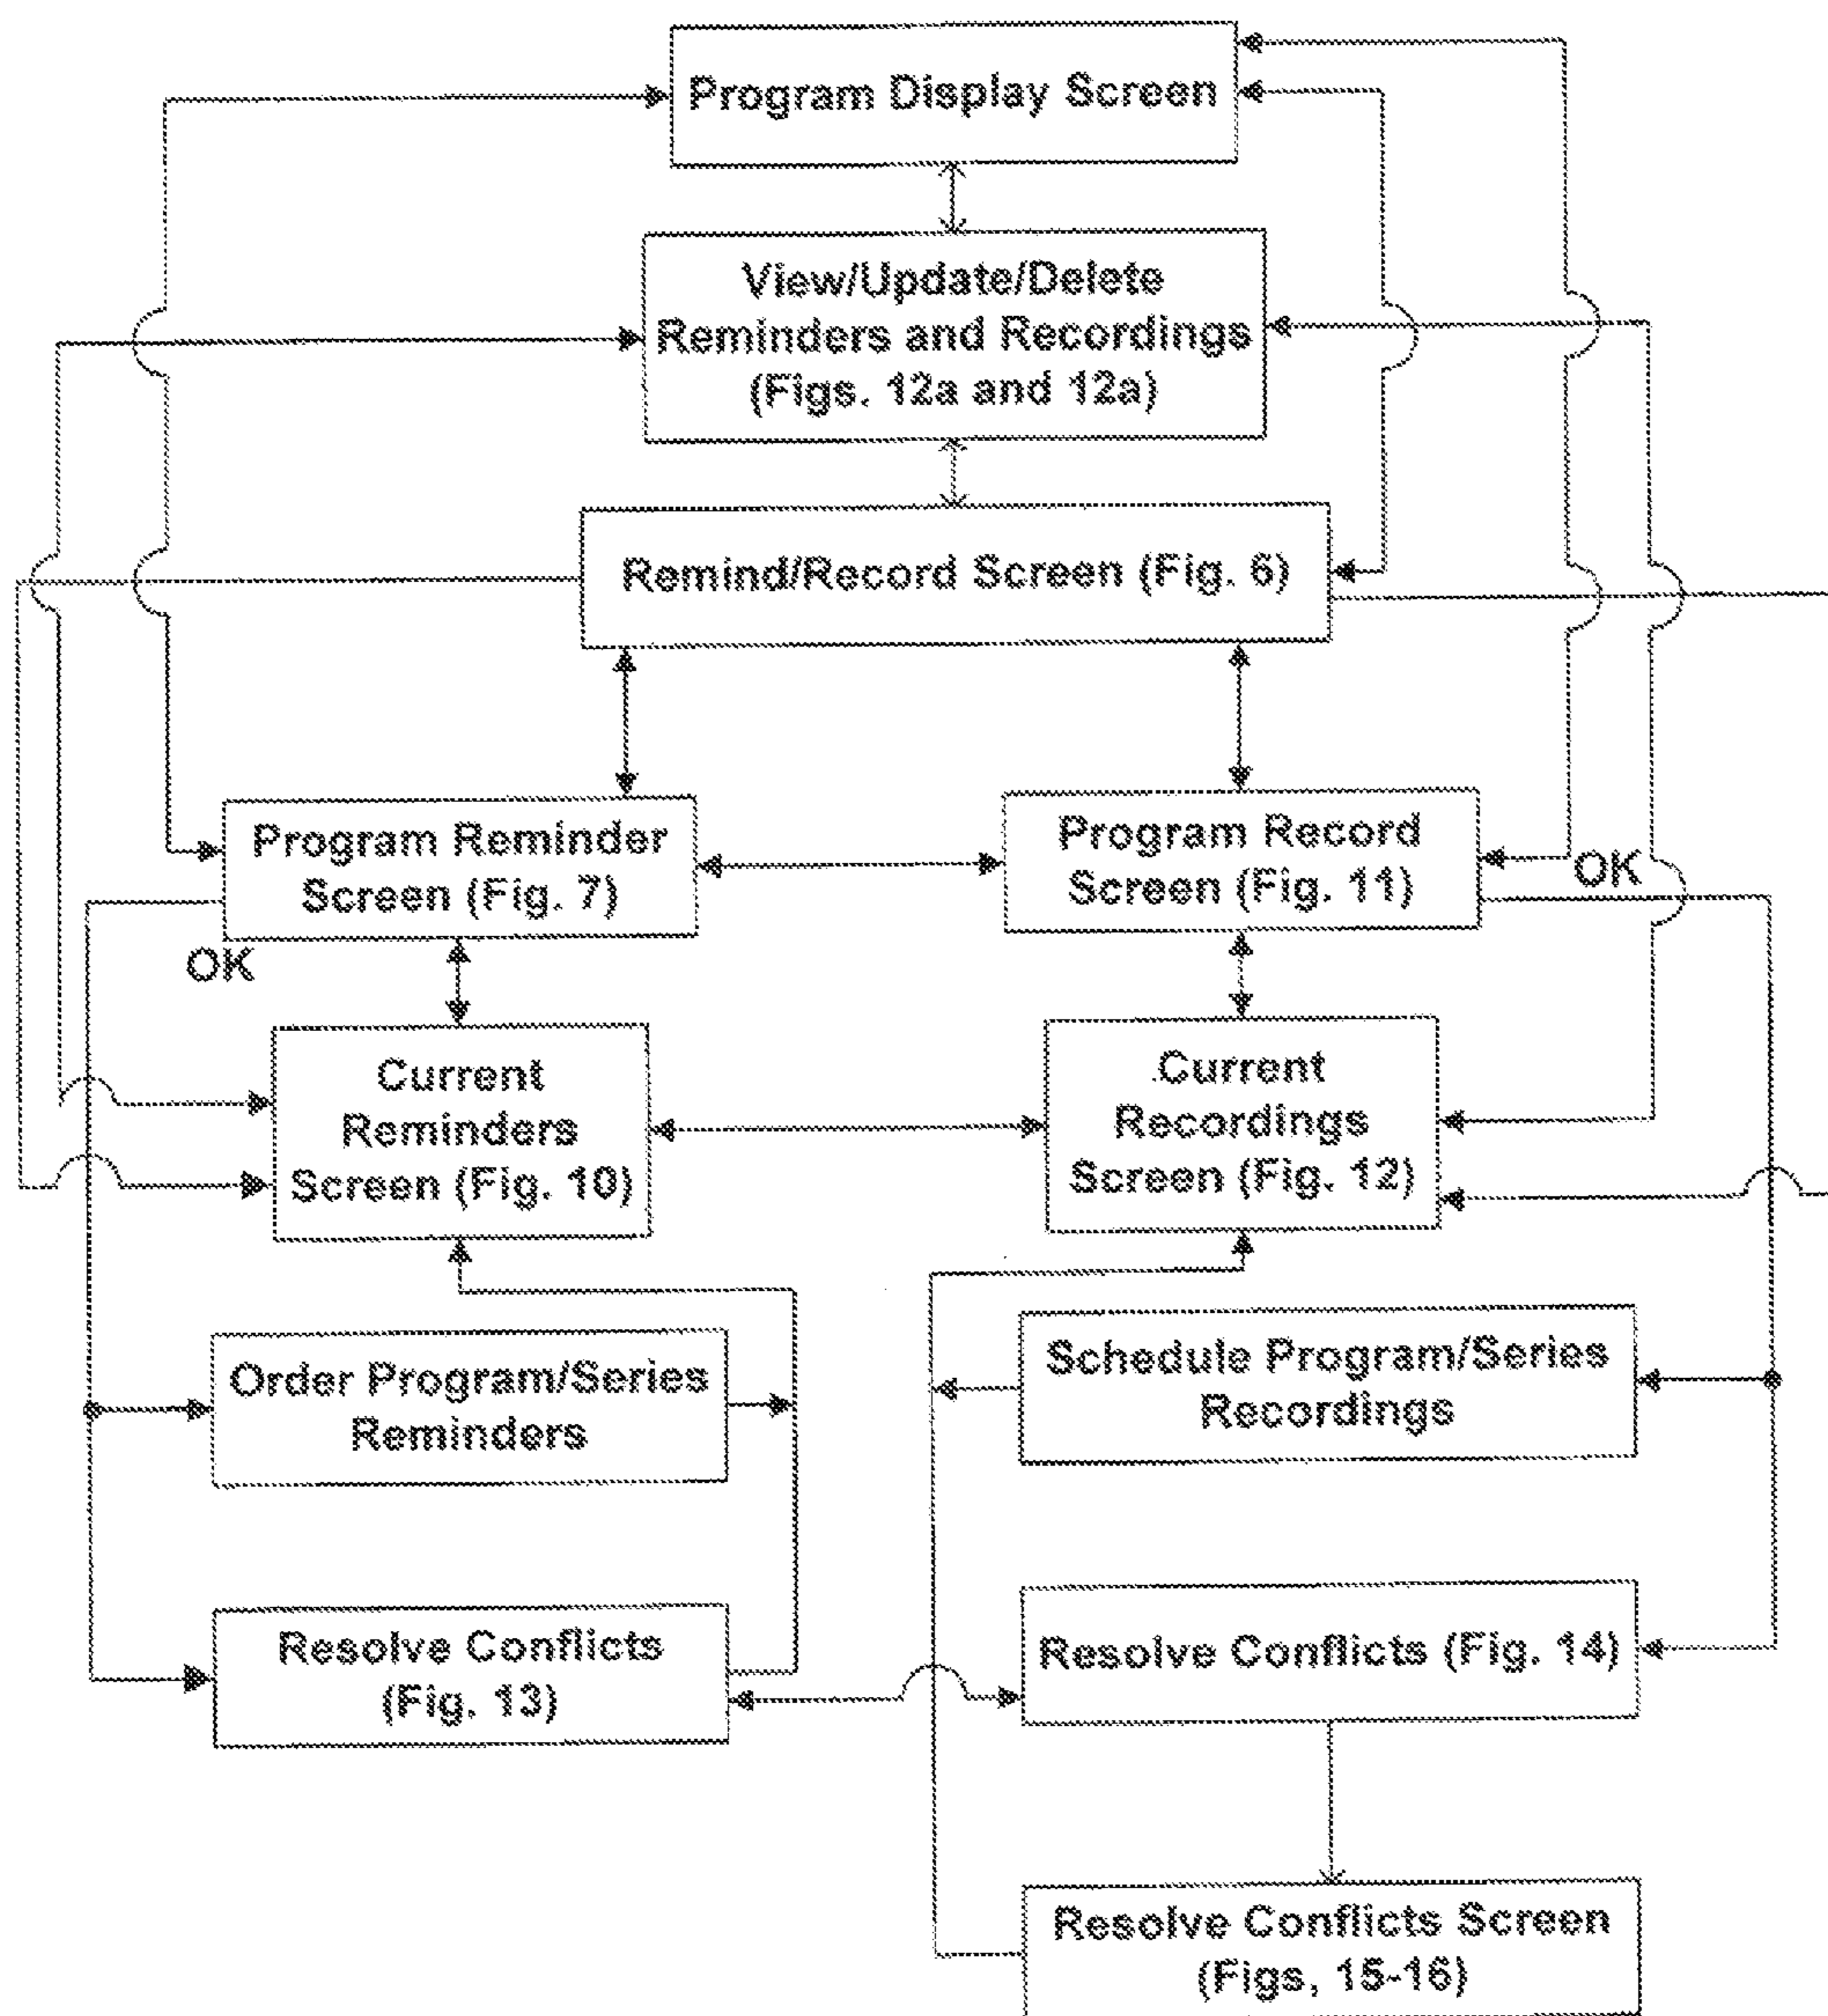 Program Display Screen
View/Update/Delete
Reminders and Recordings
(Figs. 12a and 12a)
Remind/Record Screen (Fig. 6)
Program Reminder
Screen (Fig. 7)
Program Record
Screen (Fig. 11)
OK
OK
Current
Reminders
Screen (Fig. 10)
Current
Recordings
Screen (Fig. 12)
Order Program/Series
Reminders
Schedule Program/Series
Recordings
Resolve Conflicts
(Fig. 13)
Resolve Conflicts (Fig. 14)
Resolve Conflicts Screen
(Figs, 15-16)